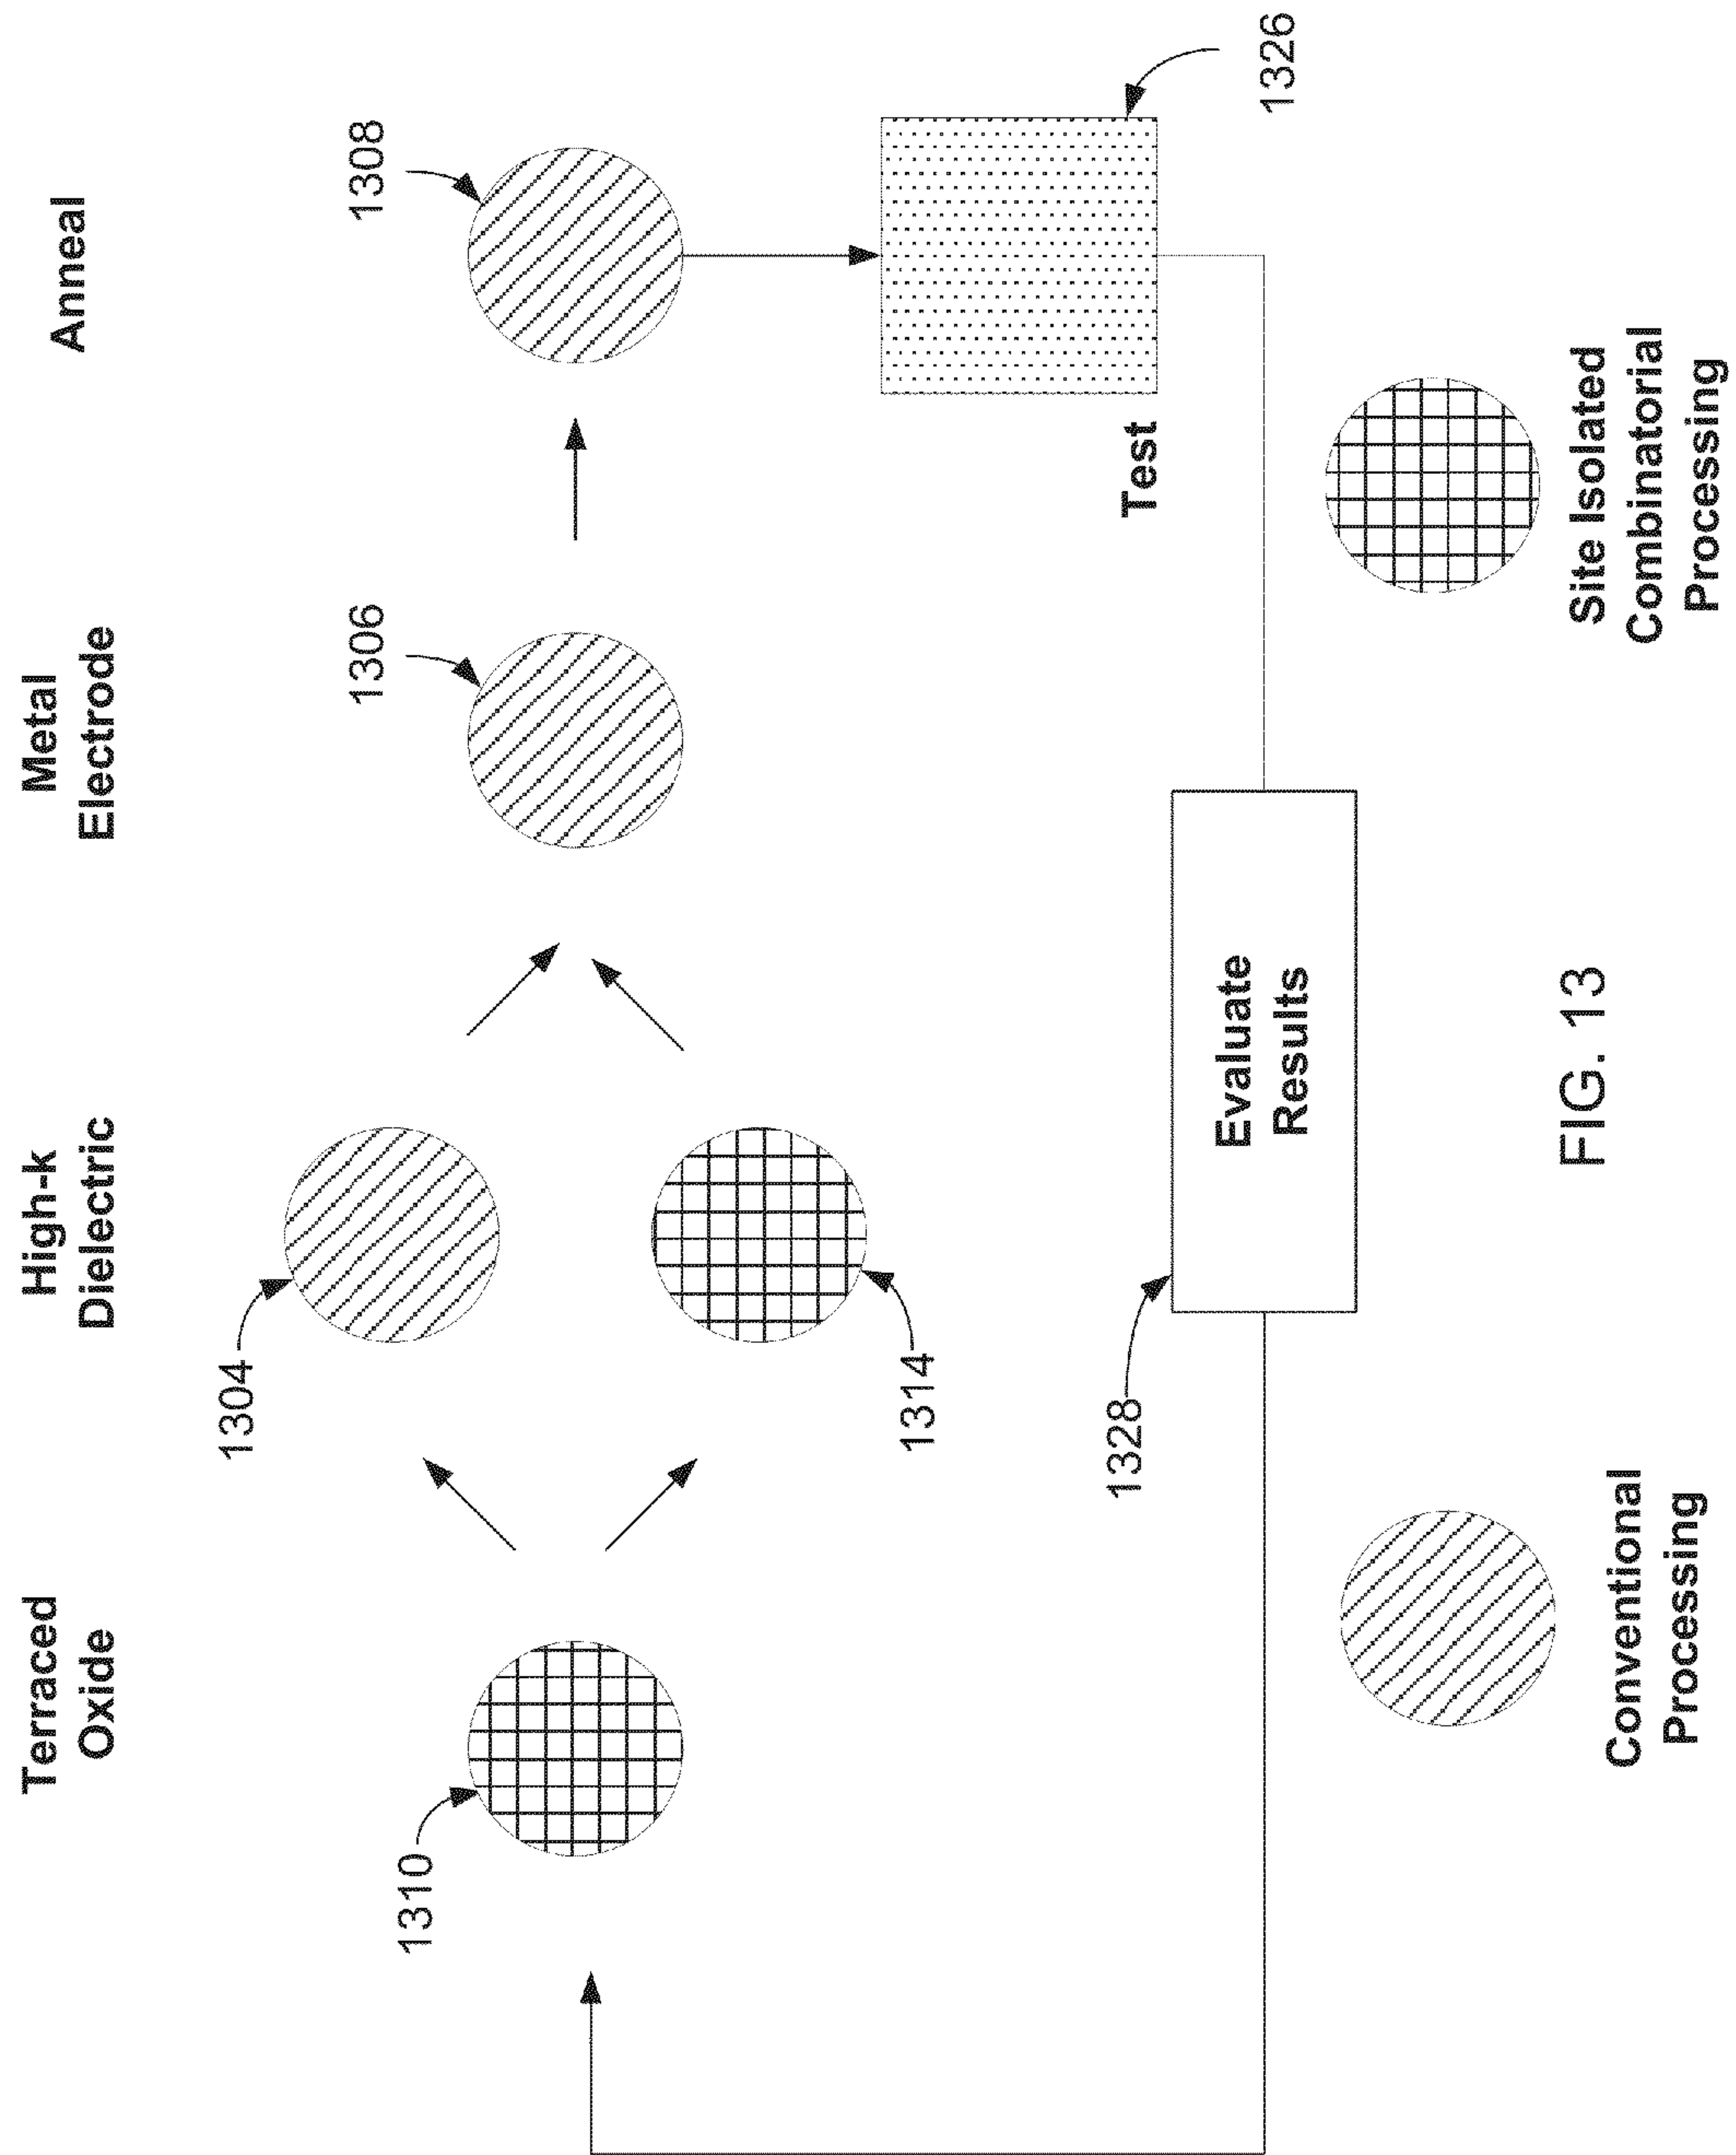 Terraced
Oxide
High-k
Dielectric
Metal
Electrode
Anneal
1310
1304
1314
1306
1308
1326
Test
1328
Evaluate
Results
Conventional
Processing
Site Isolated
Combinatorial
Processing
FIG. 13